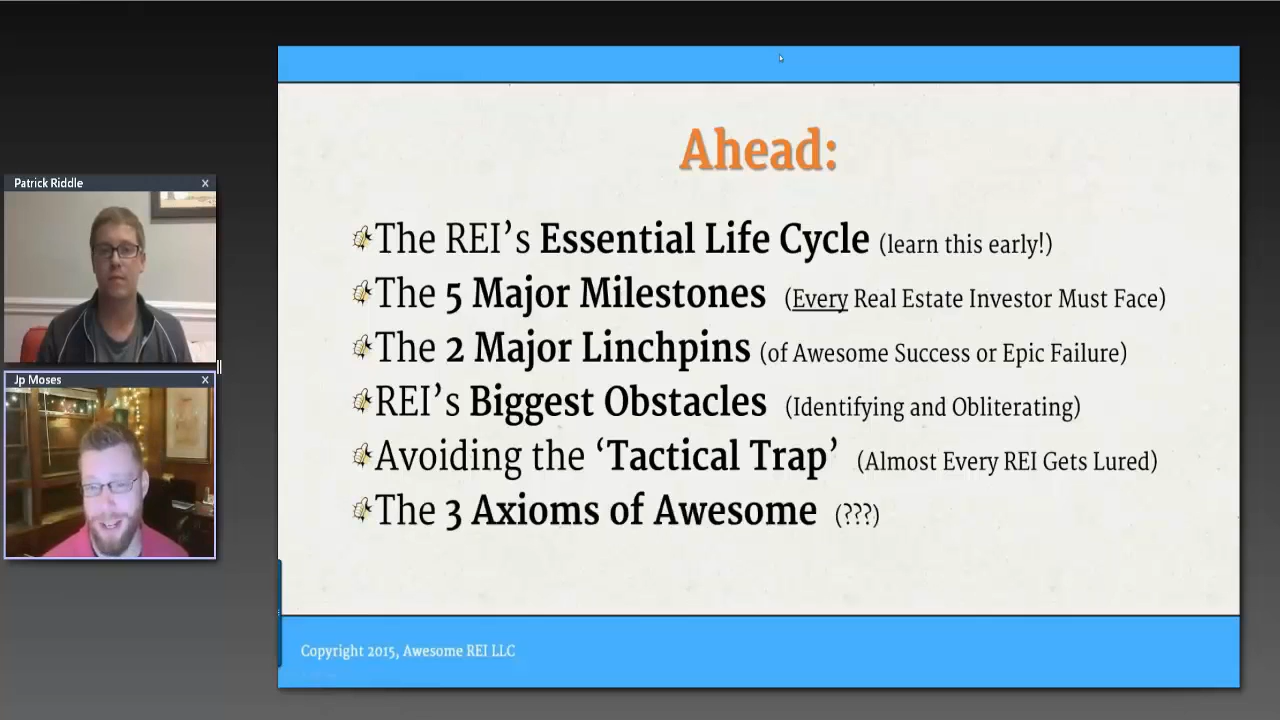 Patrick Riddle
Jp Moses
Ahead:
The REI’s Essential Life Cycle (learn this early!)
The 5 Major Milestones (Every Real Estate Investor Must Face)
The 2 Major Linchpins (of Awesome Success or Epic Failure)
REI’s Biggest Obstacles (Identifying and Obliterating)
Avoiding the ‘Tactical Trap’ (Almost Every REI Gets Lured)
The 3 Axioms of Awesome (???)
Copyright 2015, Awesome REI LLC